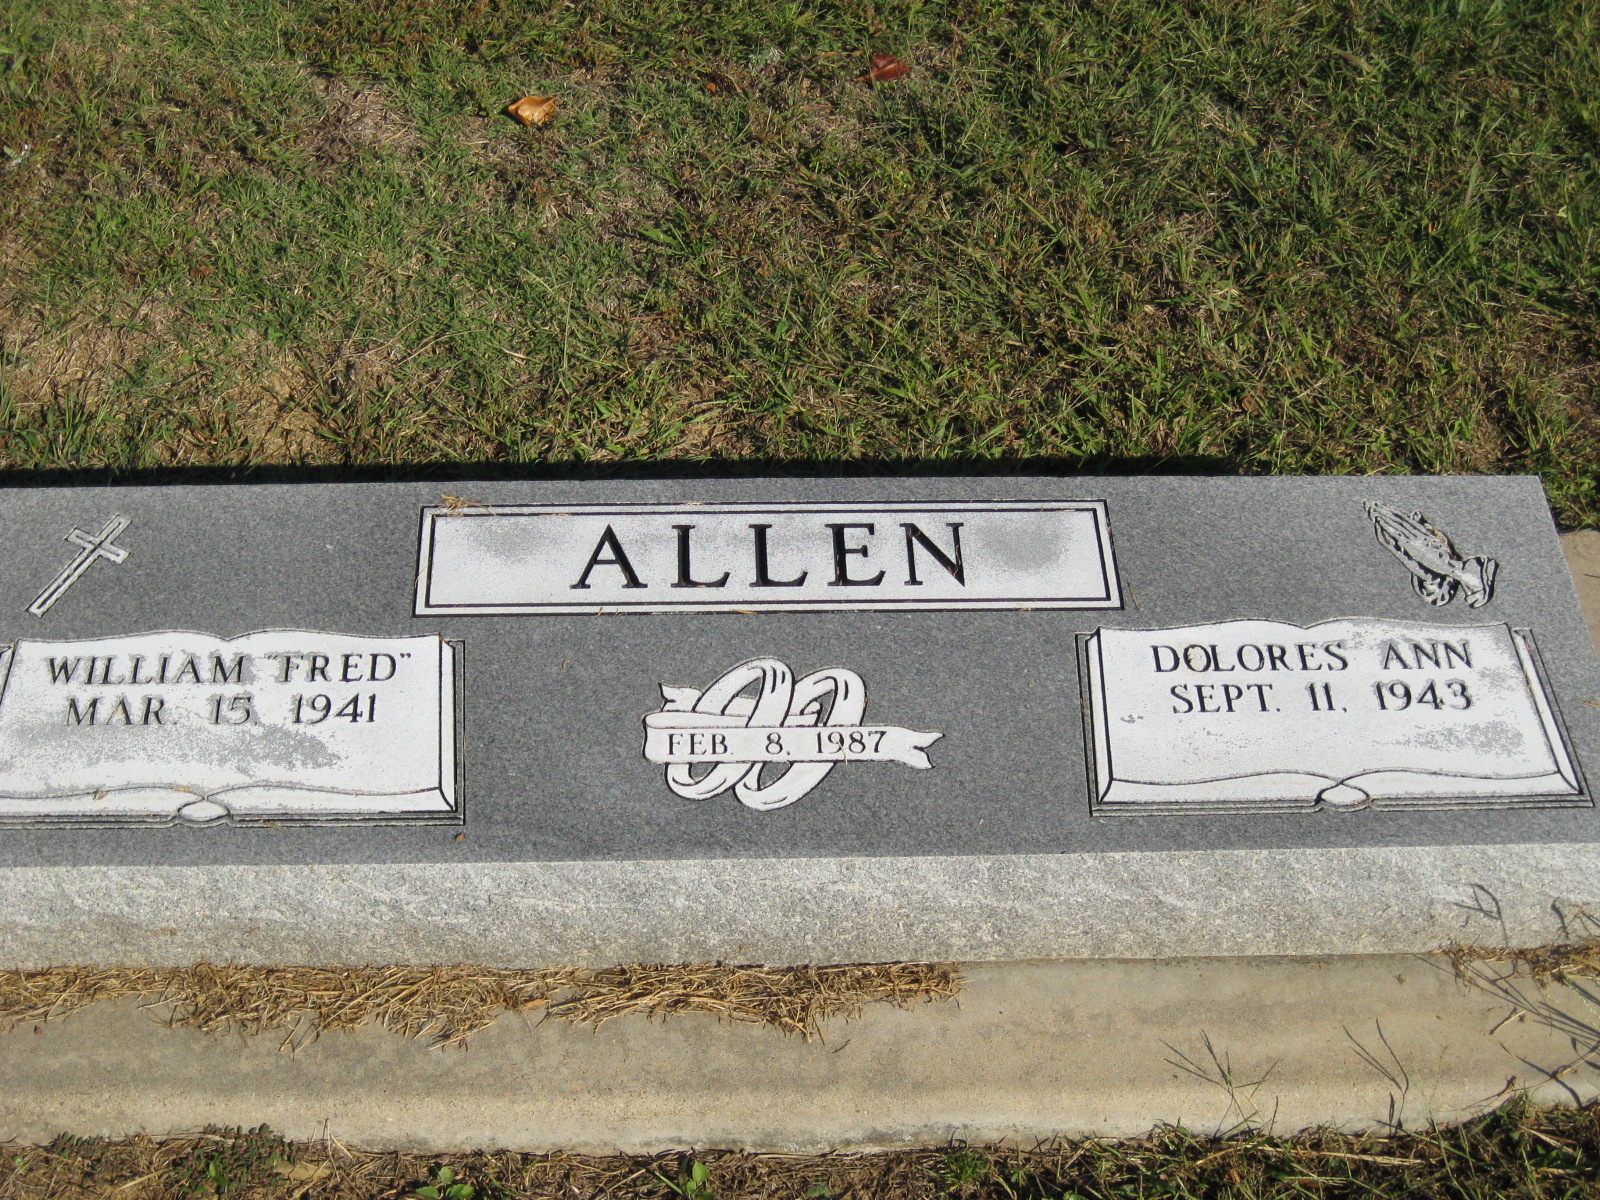 ALLEN
WILLIAM "FRED"
MAR. 15, 1941
FEB. 8, 1987
DOLORES ANN
SEPT. 11, 1943